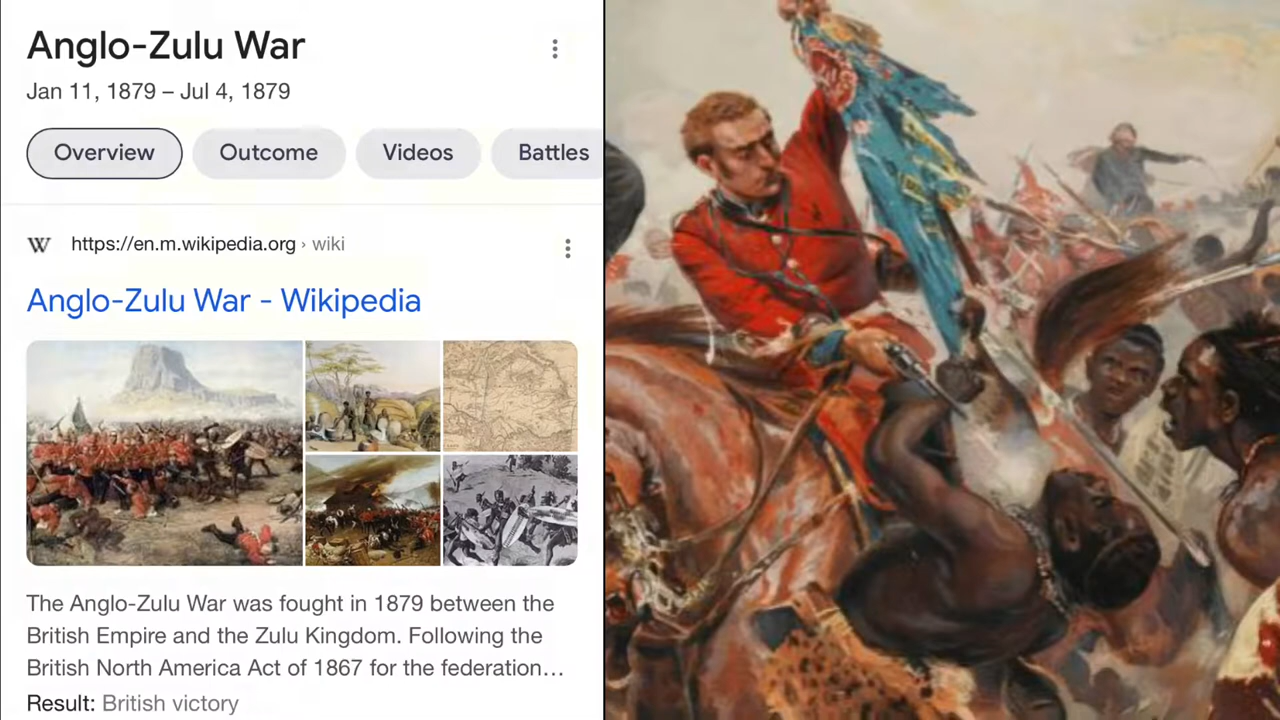 Anglo-Zulu War
Jan 11, 1879 – Jul 4, 1879
Overview Outcome Videos Battles
W https://en.m.wikipedia.org › wiki
Anglo-Zulu War - Wikipedia
The Anglo-Zulu War was fought in 1879 between the
British Empire and the Zulu Kingdom. Following the
British North America Act of 1867 for the federation...
Result: British victory